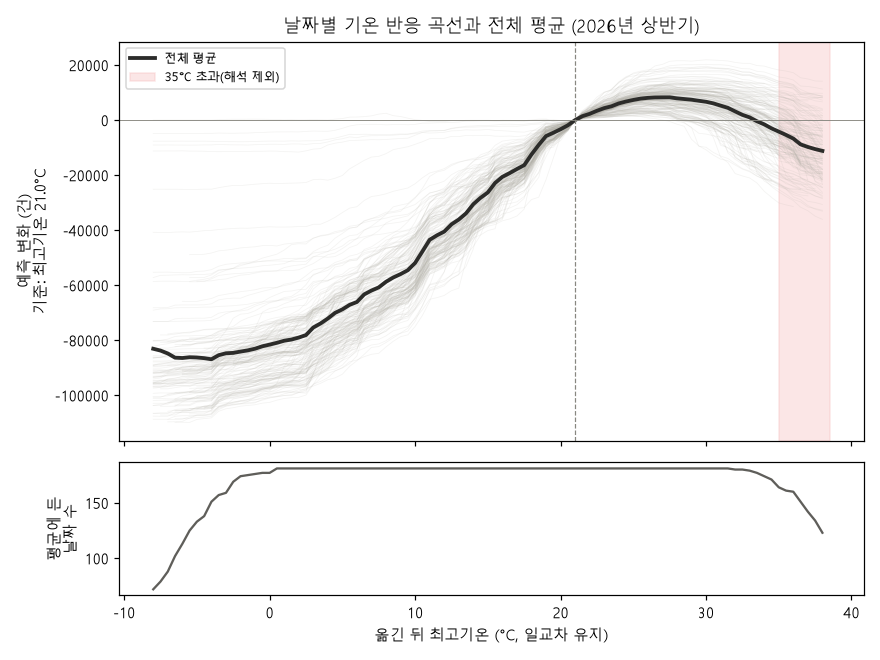 날짜별 기온 반응 곡선과 전체 평균 (2026년 상반기)
전체 평균
35°C 초과(해석 제외)
20000
0
-20000
-40000
-60000
-80000
-100000
예측 변화 (건)
기준: 최고기온 21.0°C
150
100
평균에 든
날짜 수
-10
0
10
20
30
40
옮긴 뒤 최고기온 (°C, 일교차 유지)